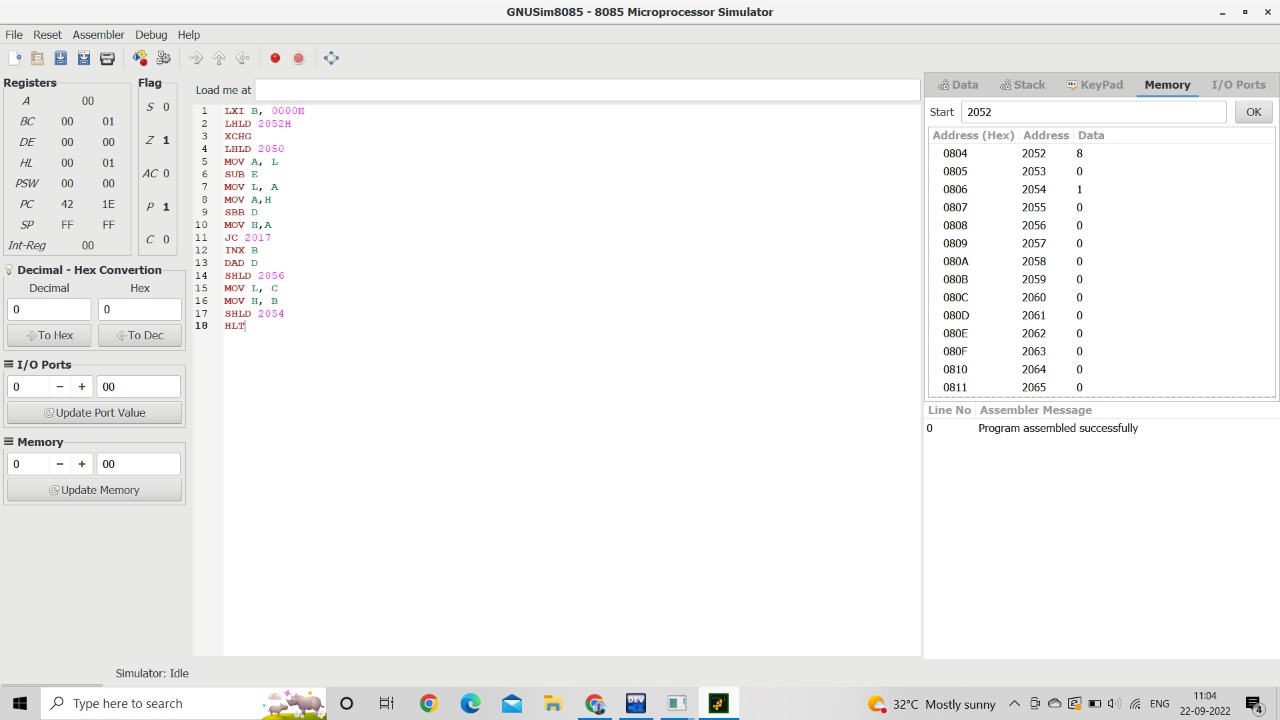 GNUSim8085 - 8085 Microprocessor Simulator
File Reset Assembler Debug Help
Registers
A 00
BC 00 01
DE 00 00
HL 00 01
PSW 00 00
PC 42 1E
SP FF FF
Int-Reg 00
Flag
S 0
Z 1
AC 0
P 1
C 0
Decimal - Hex Convertion
Decimal Hex
0 0
To Hex To Dec
I/O Ports
0 − + 00
Update Port Value
Memory
0 − + 00
Update Memory
Load me at
1 LXI B, 0000H
2 LHLD 2052H
3 XCHG
4 LHLD 2050
5 MOV A, L
6 SUB E
7 MOV L, A
8 MOV A,H
9 SBB D
10 MOV H,A
11 JC 2017
12 INX B
13 DAD D
14 SHLD 2056
15 MOV L, C
16 MOV H, B
17 SHLD 2054
18 HLT
Data Stack KeyPad Memory I/O Ports
Start 2052 OK
Address (Hex) Address Data
0804 2052 8
0805 2053 0
0806 2054 1
0807 2055 0
0808 2056 0
0809 2057 0
080A 2058 0
080B 2059 0
080C 2060 0
080D 2061 0
080E 2062 0
080F 2063 0
0810 2064 0
0811 2065 0
Line No Assembler Message
0 Program assembled successfully
Simulator: Idle
Type here to search
DEV
32°C Mostly sunny
ENG
11:04
22-09-2022
4